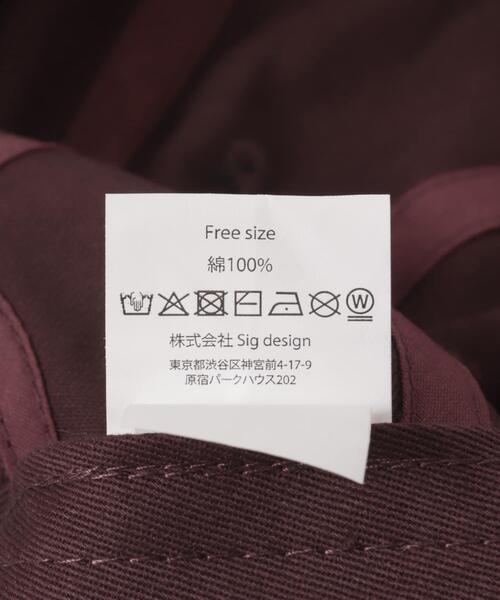 Free size
綿100%
W
株式会社 Sig design
東京都渋谷区神宮前4-17-9
原宿パークハウス202